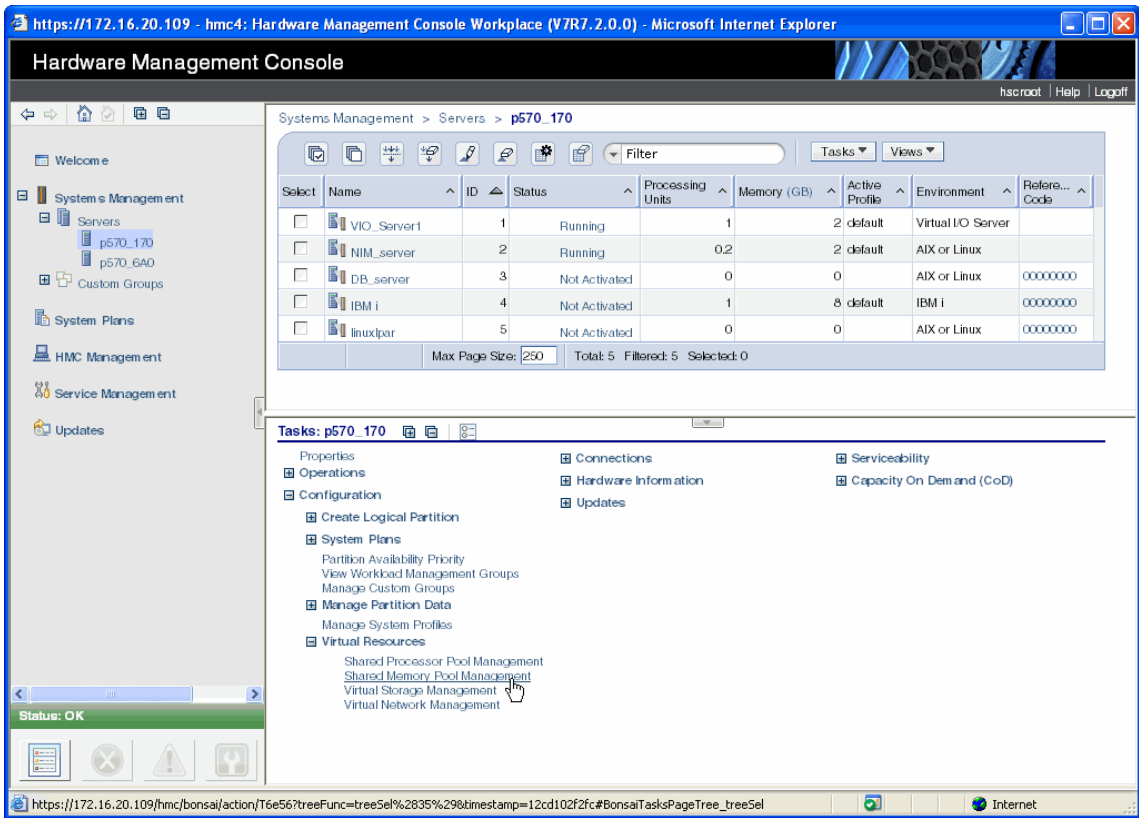 https://172.16.20.109 - hmc4: Hardware Management Console Workplace (V7R7.2.0.0) - Microsoft Internet Explorer
Hardware Management Console
hscroot | Help | Logoff
Systems Management > Servers > p570_170
Welcome
Systems Management
Servers
p570_170
p570_6A0
Custom Groups
System Plans
HMC Management
Service Management
Updates
Filter Tasks Views
Select Name ID Status Processing Units Memory (GB) Active Profile Environment Refere... Code
VIO_Server1 1 Running 1 2 default Virtual I/O Server
NIM_server 2 Running 0.2 2 default AIX or Linux
DB_server 3 Not Activated 0 0 AIX or Linux 00000000
IBM i 4 Not Activated 1 8 default IBM i 00000000
linuxlpar 5 Not Activated 0 0 AIX or Linux 00000000
Max Page Size: 250 Total: 5 Filtered: 5 Selected: 0
Tasks: p570_170
Properties
Operations
Configuration
Create Logical Partition
System Plans
Partition Availability Priority
View Workload Management Groups
Manage Custom Groups
Manage Partition Data
Manage System Profiles
Virtual Resources
Shared Processor Pool Management
Shared Memory Pool Management
Virtual Storage Management
Virtual Network Management
Connections
Hardware Information
Updates
Serviceability
Capacity On Demand (CoD)
Status: OK
https://172.16.20.109/hmc/bonsai/action/T6e56?treeFunc=treeSel%2835%29&timestamp=12cd102f2fc#BonsaiTasksPageTree_treeSel
Internet